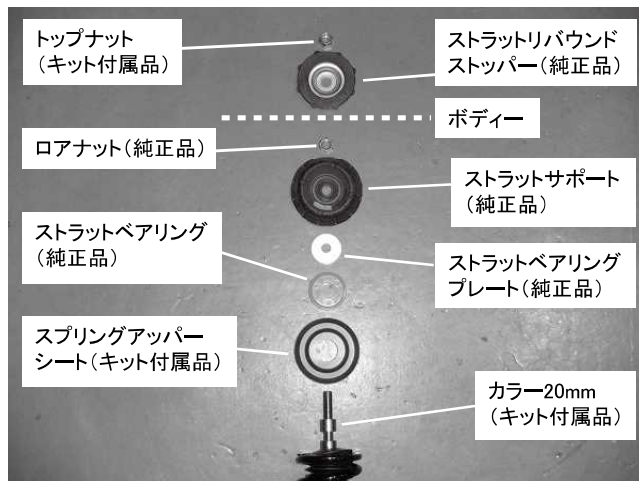 トップナット
（キット付属品）
ストラットリバウンド
ストッパー（純正品）
ボディー
ロアナット（純正品）
ストラットサポート
（純正品）
ストラットベアリング
（純正品）
ストラットベアリング
プレート（純正品）
スプリングアッパー
シート（キット付属品）
カラー20mm
（キット付属品）